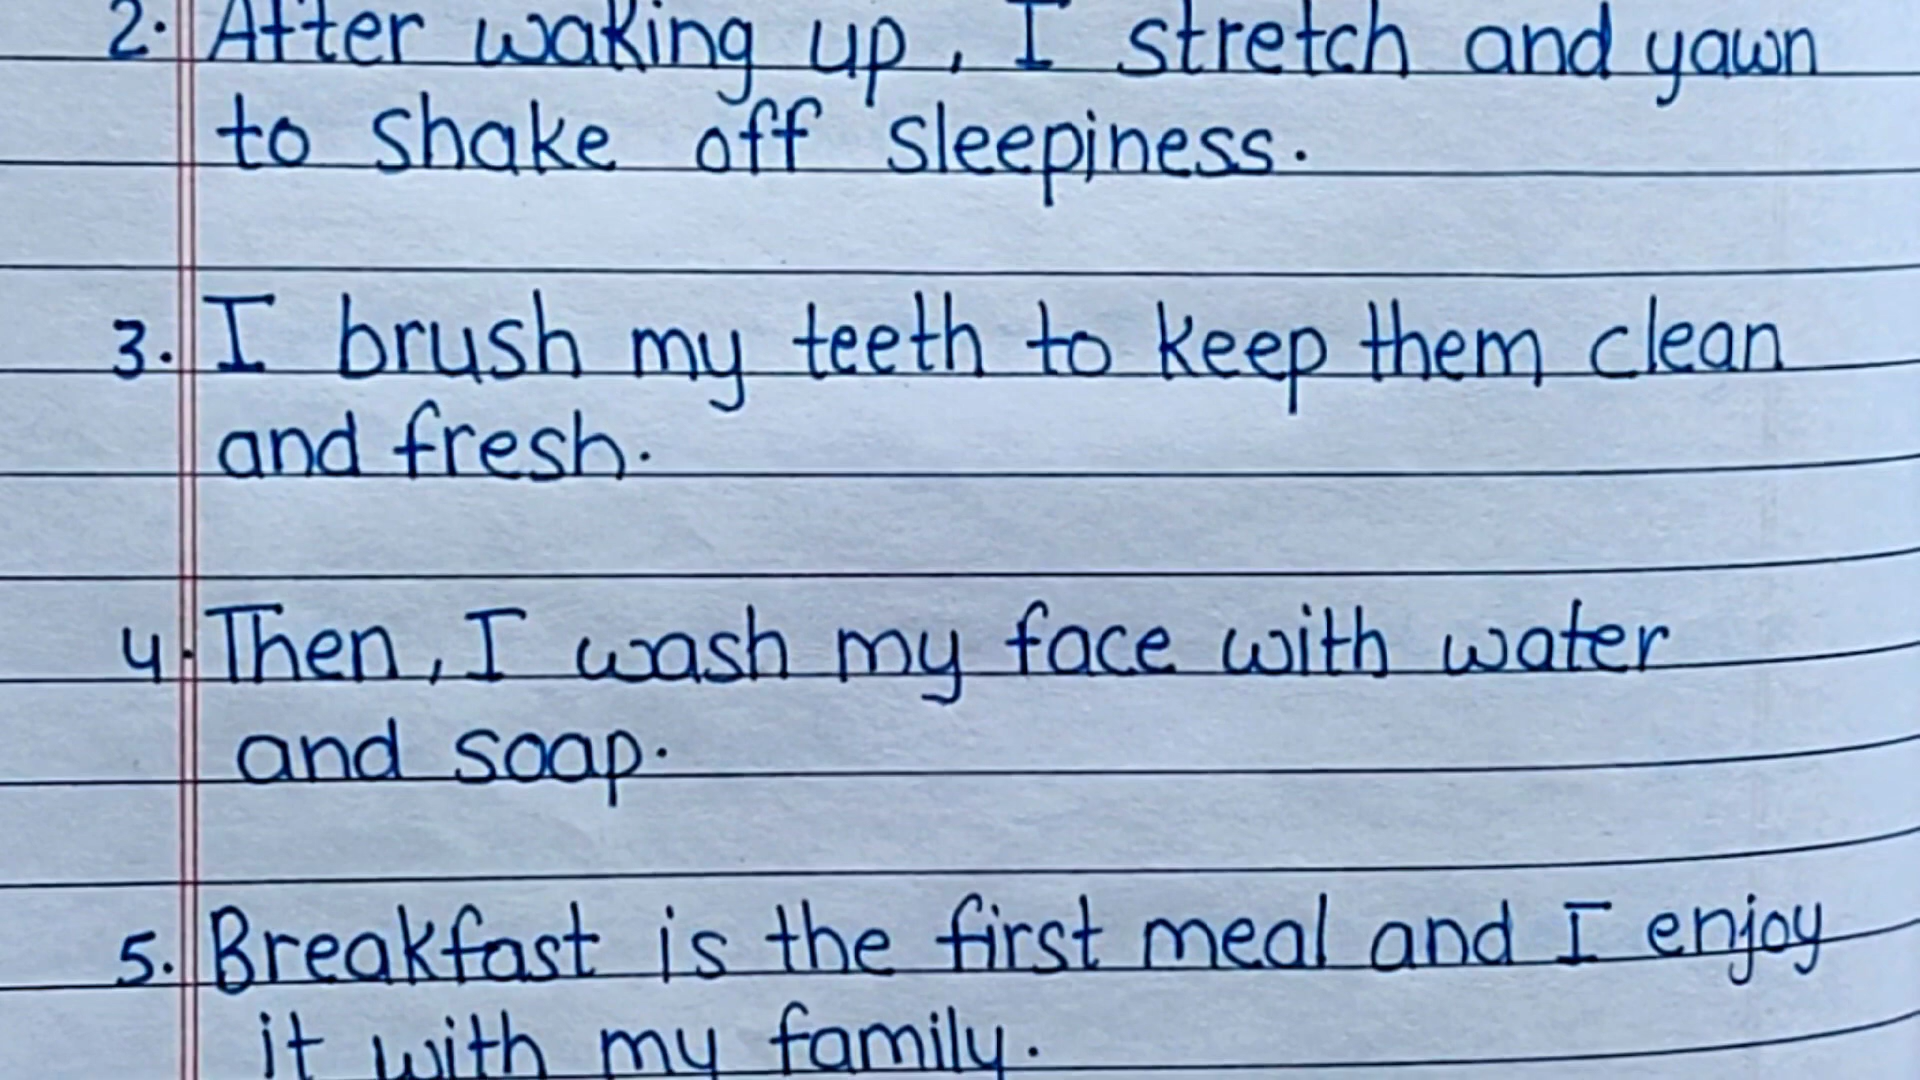 2. After waking up, I stretch and yawn
to shake off sleepiness.
3. I brush my teeth to keep them clean
and fresh.
4. Then, I wash my face with water
and soap.
5. Breakfast is the first meal and I enjoy
it with my family.